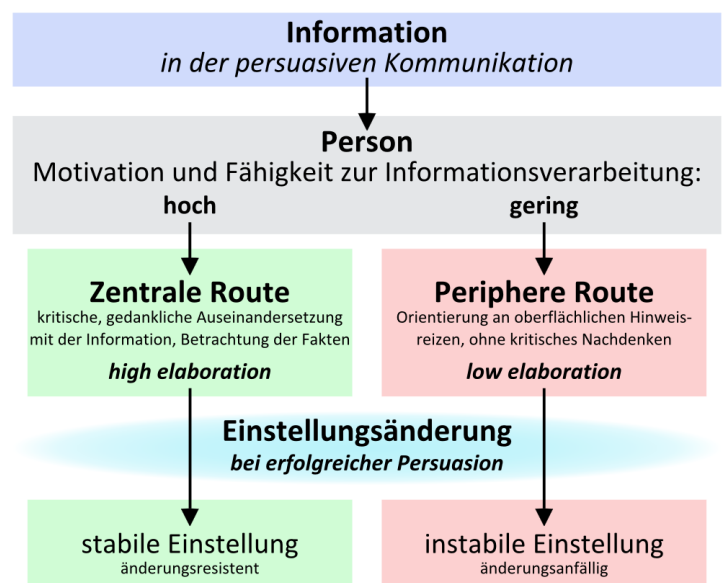 Information
in der persuasiven Kommunikation
Person
Motivation und Fähigkeit zur Informationsverarbeitung:
hoch
gering
Zentrale Route
kritische, gedankliche Auseinandersetzung
mit der Information, Betrachtung der Fakten
high elaboration
Periphere Route
Orientierung an oberflächlichen Hinweis-
reizen, ohne kritisches Nachdenken
low elaboration
Einstellungsänderung
bei erfolgreicher Persuasion
stabile Einstellung
änderungsresistent
instabile Einstellung
änderungsanfällig